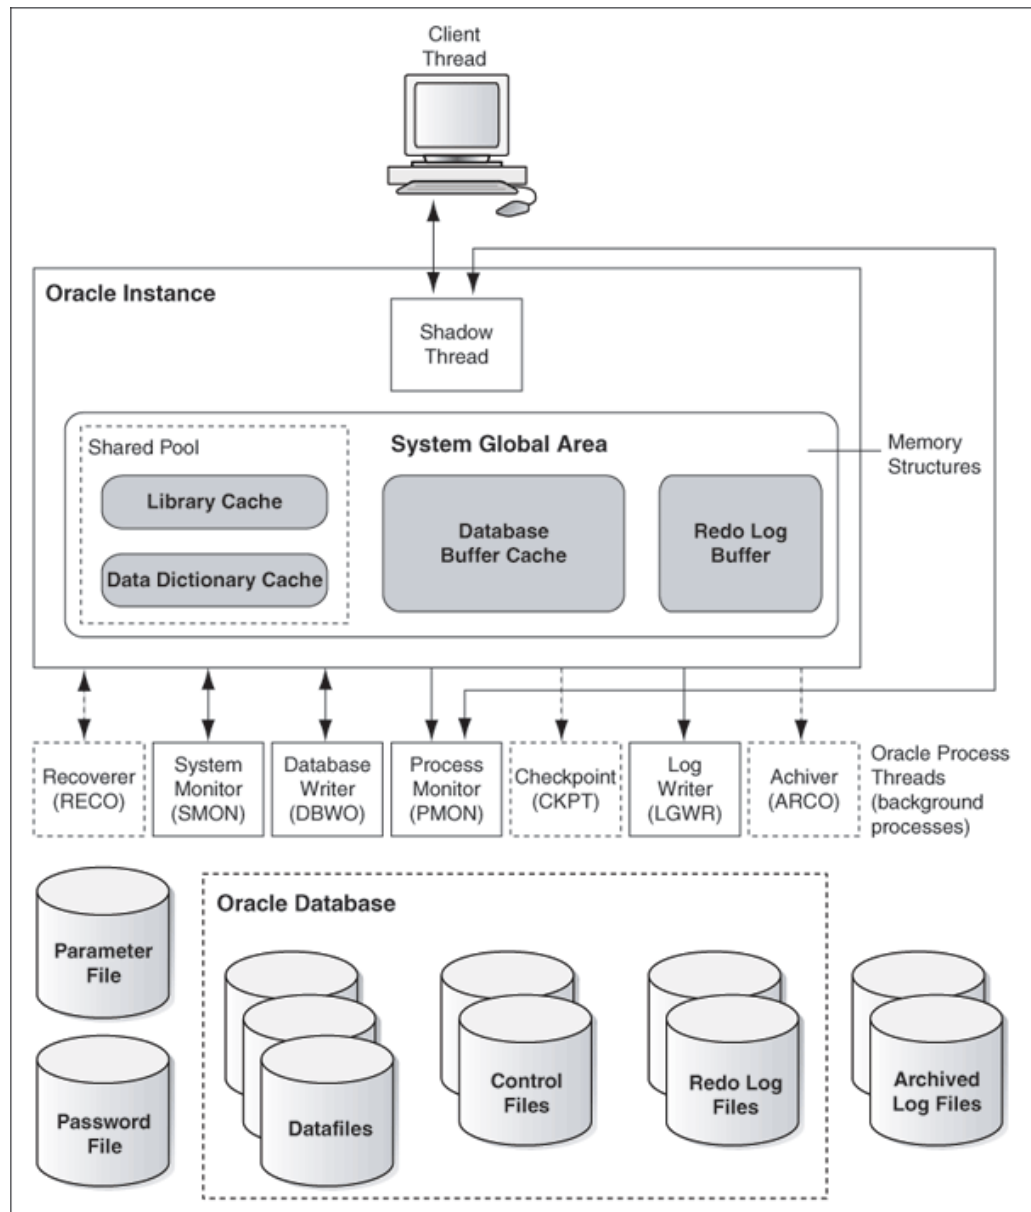 Client
Thread
Oracle Instance
Shadow
Thread
Shared Pool
System Global Area
Memory
Structures
Library Cache
Data Dictionary Cache
Database
Buffer Cache
Redo Log
Buffer
Recoverer
(RECO)
System
Monitor
(SMON)
Database
Writer
(DBWO)
Process
Monitor
(PMON)
Checkpoint
(CKPT)
Log
Writer
(LGWR)
Achiver
(ARCO)
Oracle Process
Threads
(background
processes)
Parameter
File
Password
File
Oracle Database
Datafiles
Control
Files
Redo Log
Files
Archived
Log Files